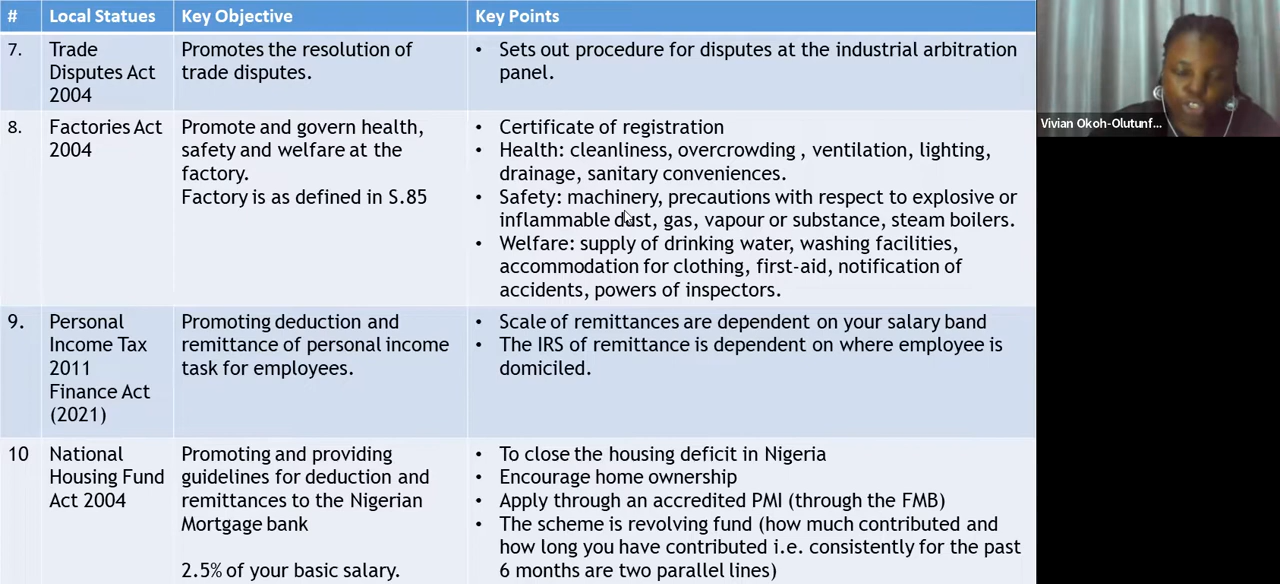 # Local Statues Key Objective Key Points
7. Trade Disputes Act 2004
Promotes the resolution of trade disputes.
• Sets out procedure for disputes at the industrial arbitration
panel.
8. Factories Act
2004
Promote and govern health,
safety and welfare at the
factory.
Factory is as defined in S.85
• Certificate of registration
• Health: cleanliness, overcrowding , ventilation, lighting,
drainage, sanitary conveniences.
• Safety: machinery, precautions with respect to explosive or
inflammable dust, gas, vapour or substance, steam boilers.
• Welfare: supply of drinking water, washing facilities,
accommodation for clothing, first-aid, notification of
accidents, powers of inspectors.
9. Personal
Income Tax
2011
Finance Act
(2021)
Promoting deduction and
remittance of personal income
task for employees.
• Scale of remittances are dependent on your salary band
• The IRS of remittance is dependent on where employee is
domiciled.
10 National
Housing Fund
Act 2004
Promoting and providing
guidelines for deduction and
remittances to the Nigerian
Mortgage bank
2.5% of your basic salary.
• To close the housing deficit in Nigeria
• Encourage home ownership
• Apply through an accredited PMI (through the FMB)
• The scheme is revolving fund (how much contributed and
how long you have contributed i.e. consistently for the past
6 months are two parallel lines)
Vivian Okoh-Olutunf...